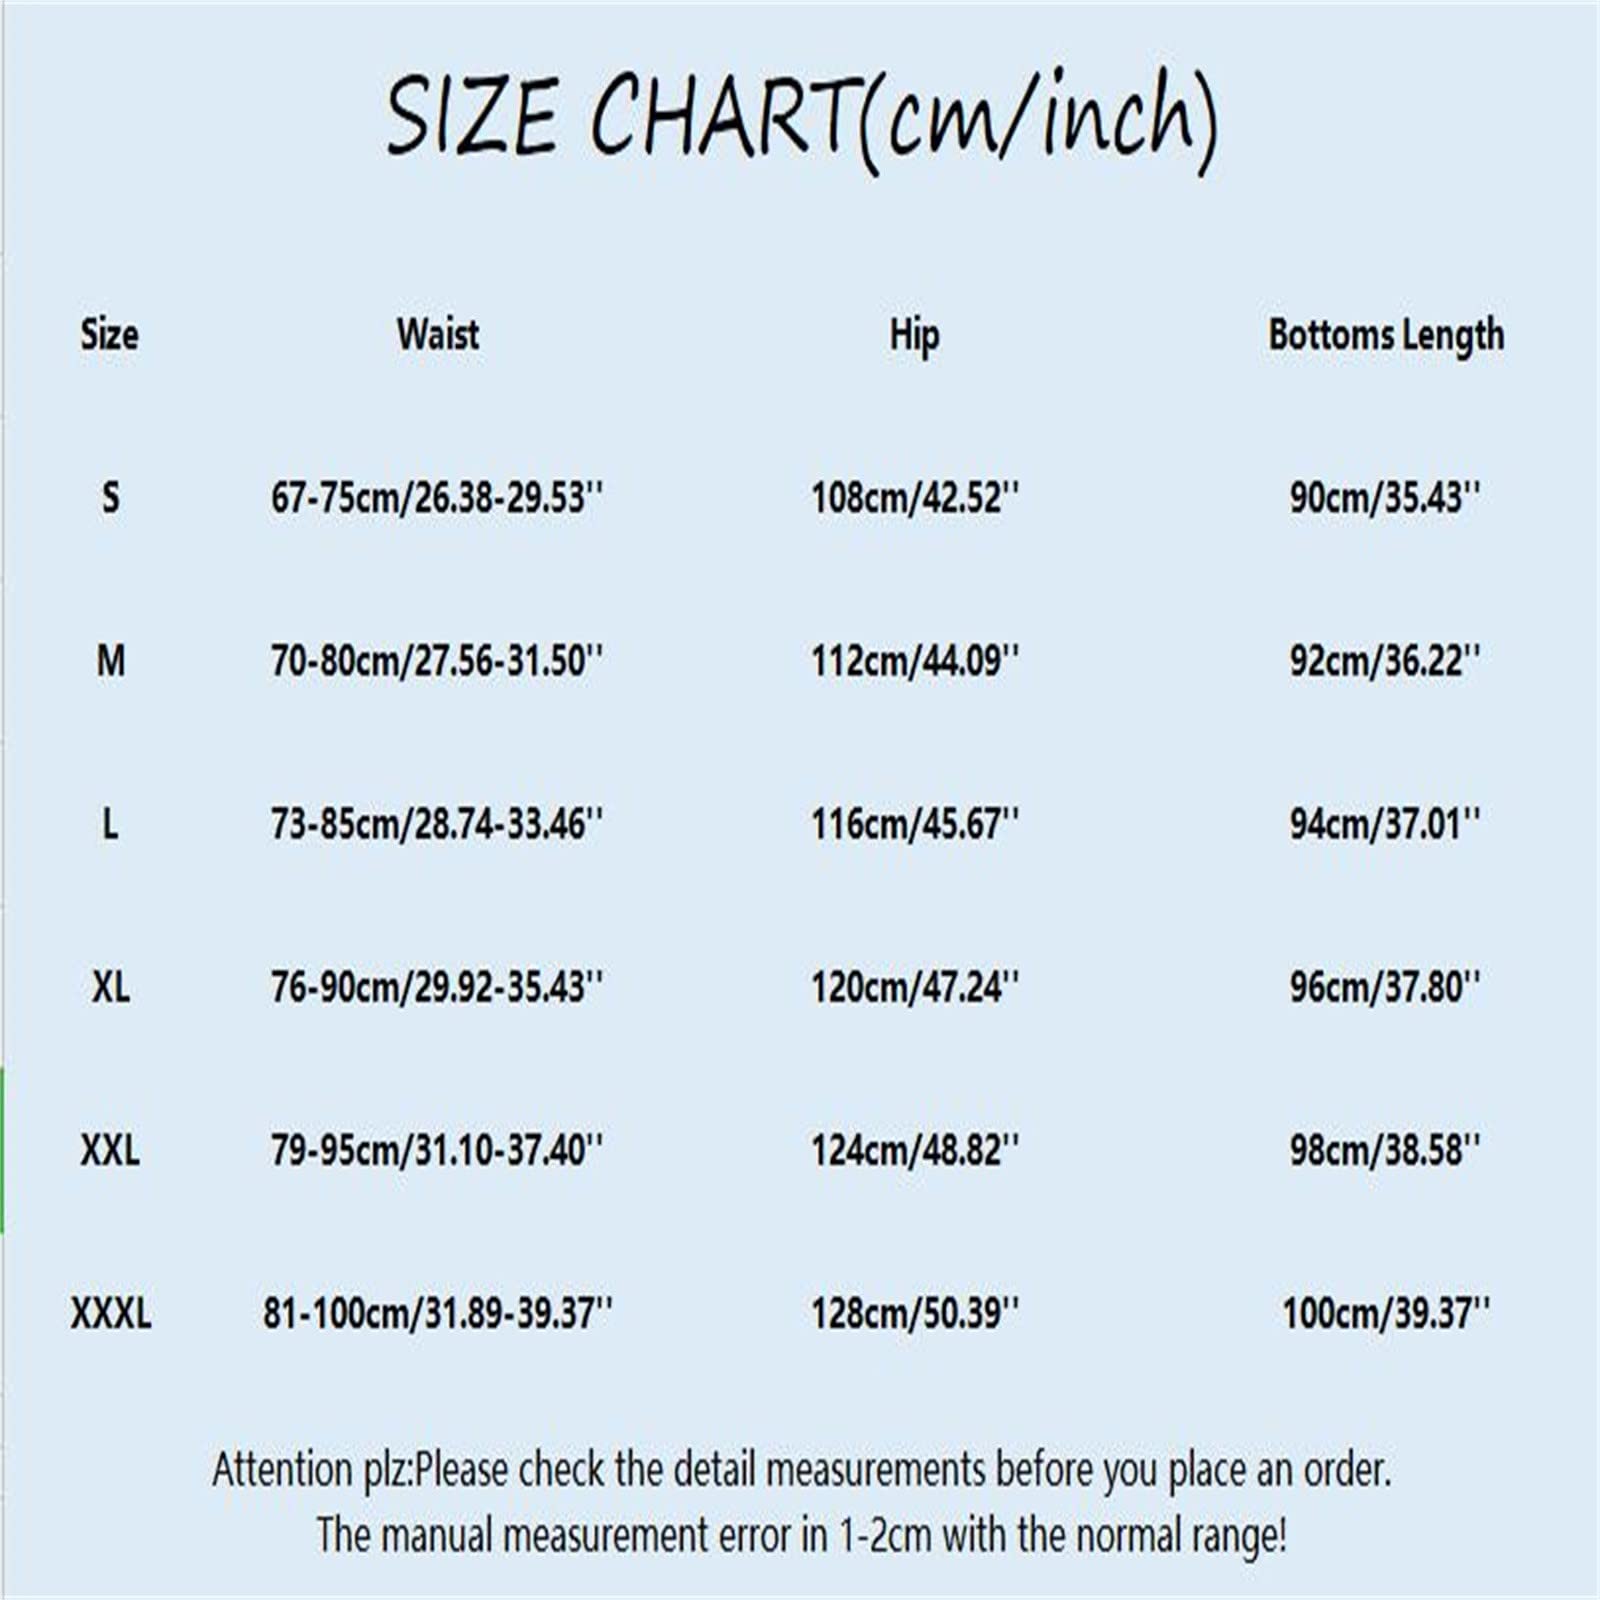 SIZE CHART(cm/inch)
Size Waist Hip Bottoms Length
S 67-75cm/26.38-29.53'' 108cm/42.52'' 90cm/35.43''
M 70-80cm/27.56-31.50'' 112cm/44.09'' 92cm/36.22''
L 73-85cm/28.74-33.46'' 116cm/45.67'' 94cm/37.01''
XL 76-90cm/29.92-35.43'' 120cm/47.24'' 96cm/37.80''
XXL 79-95cm/31.10-37.40'' 124cm/48.82'' 98cm/38.58''
XXXL 81-100cm/31.89-39.37'' 128cm/50.39'' 100cm/39.37''
Attention plz:Please check the detail measurements before you place an order.
The manual measurement error in 1-2cm with the normal range!